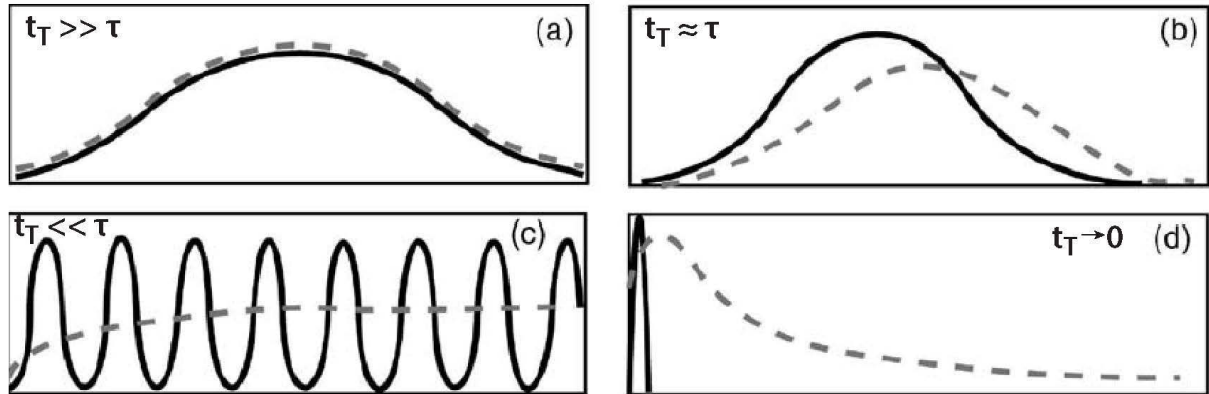 t_T >> τ (a)
t_T ≈ τ (b)
t_T << τ (c)
t_T → 0 (d)